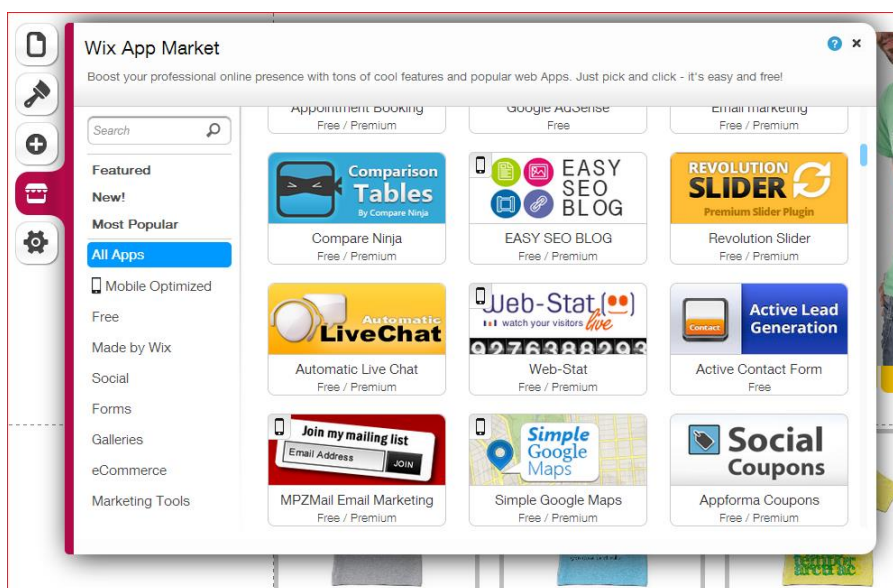 Wix App Market
?
Boost your professional online presence with tons of cool features and popular web Apps. Just pick and click - it's easy and free!
Search
Featured
New!
Most Popular
All Apps
Mobile Optimized
Free
Made by Wix
Social
Forms
Galleries
eCommerce
Marketing Tools
Appointment Booking
Free / Premium
Google AdSense
Free
Email marketing
Free / Premium
Comparison
Tables
By Compare Ninja
Compare Ninja
Free / Premium
EASY
SEO
BLOG
EASY SEO BLOG
Free / Premium
REVOLUTION
SLIDER
Premium Slider Plugin
Revolution Slider
Free / Premium
Automatic
LiveChat
Automatic Live Chat
Free / Premium
Web-Stat
watch your visitors live
9276388293
Web-Stat
Free / Premium
Contact
Active Lead
Generation
Active Contact Form
Free
Join my mailing list
Email Address
JOIN
MPZMail Email Marketing
Free / Premium
Simple
Google
Maps
Simple Google Maps
Free / Premium
Social
Coupons
Appforma Coupons
Free / Premium